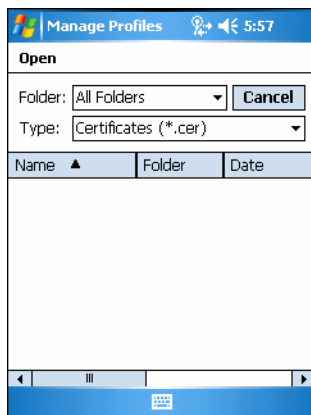 Manage Profiles 5:57
Open
Folder: All Folders Cancel
Type: Certificates (*.cer)
Name Folder Date